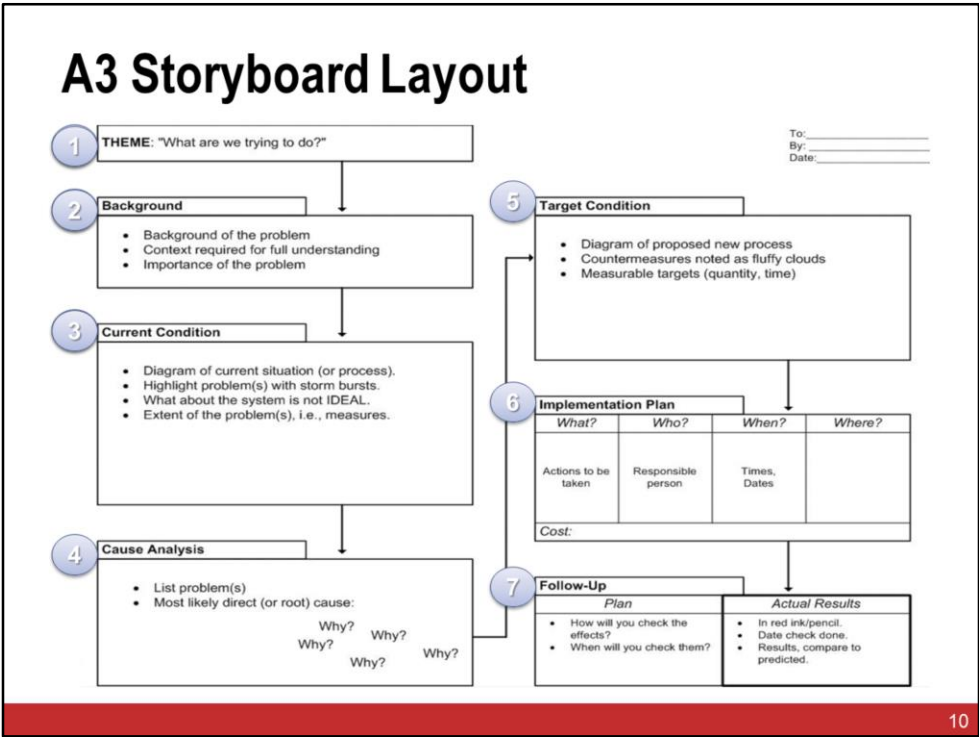 A3 Storyboard Layout
1
THEME: "What are we trying to do?"
To:
By:
Date:
2
Background
• Background of the problem
• Context required for full understanding
• Importance of the problem
3
Current Condition
• Diagram of current situation (or process).
• Highlight problem(s) with storm bursts.
• What about the system is not IDEAL.
• Extent of the problem(s), i.e., measures.
4
Cause Analysis
• List problem(s)
• Most likely direct (or root) cause:
Why?
Why?
Why?
Why?
Why?
5
Target Condition
• Diagram of proposed new process
• Countermeasures noted as fluffy clouds
• Measurable targets (quantity, time)
6
Implementation Plan
What? Who? When? Where?
Actions to be
taken
Responsible
person
Times,
Dates
Cost:
7
Follow-Up
Plan
• How will you check the
effects?
• When will you check them?
Actual Results
• In red ink/pencil.
• Date check done.
• Results, compare to
predicted.
10